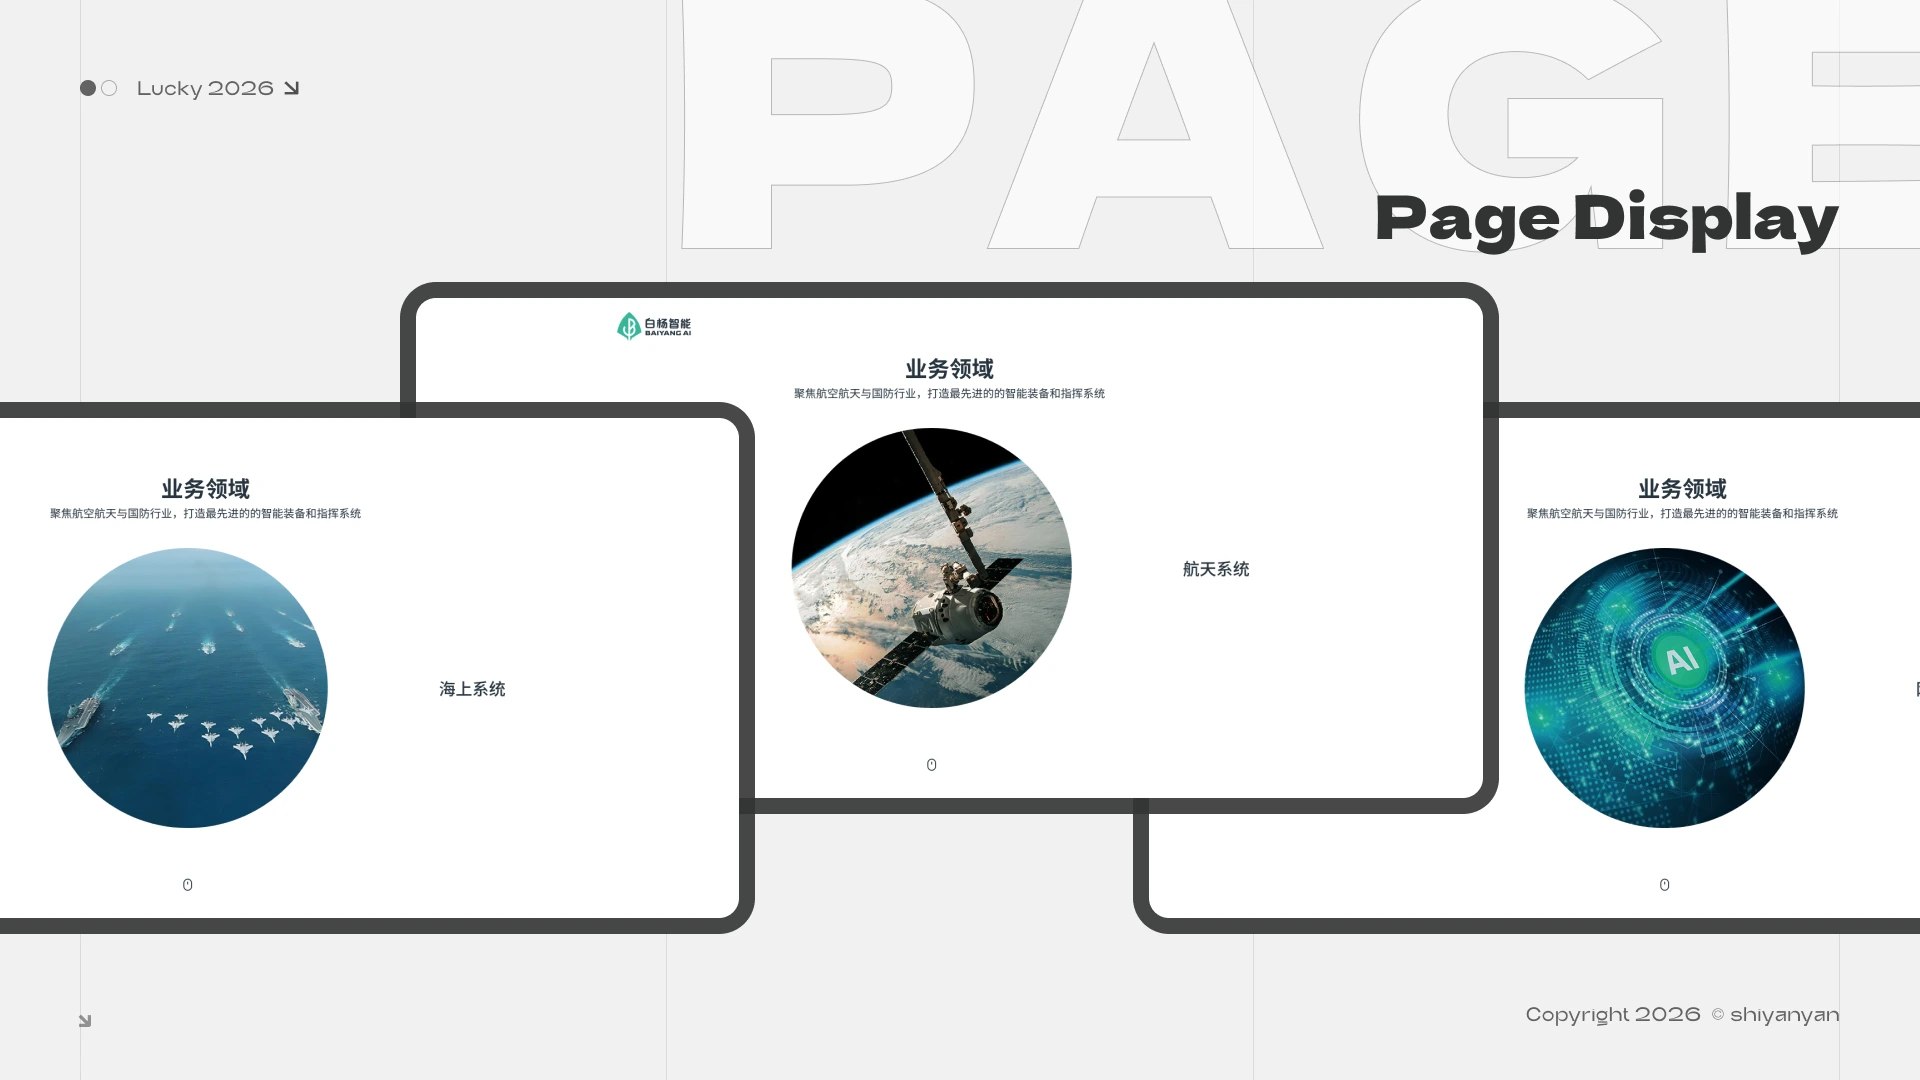 PAGE
Lucky 2026
Page Display
白杨智能
BAIYANG AI
业务领域
聚焦航空航天与国防行业，打造最先进的的智能装备和指挥系统
航天系统
业务领域
聚焦航空航天与国防行业，打造最先进的的智能装备和指挥系统
海上系统
业务领域
聚焦航空航天与国防行业，打造最先进的的智能装备和指挥系统
AI
Copyright 2026 © shiyanyan